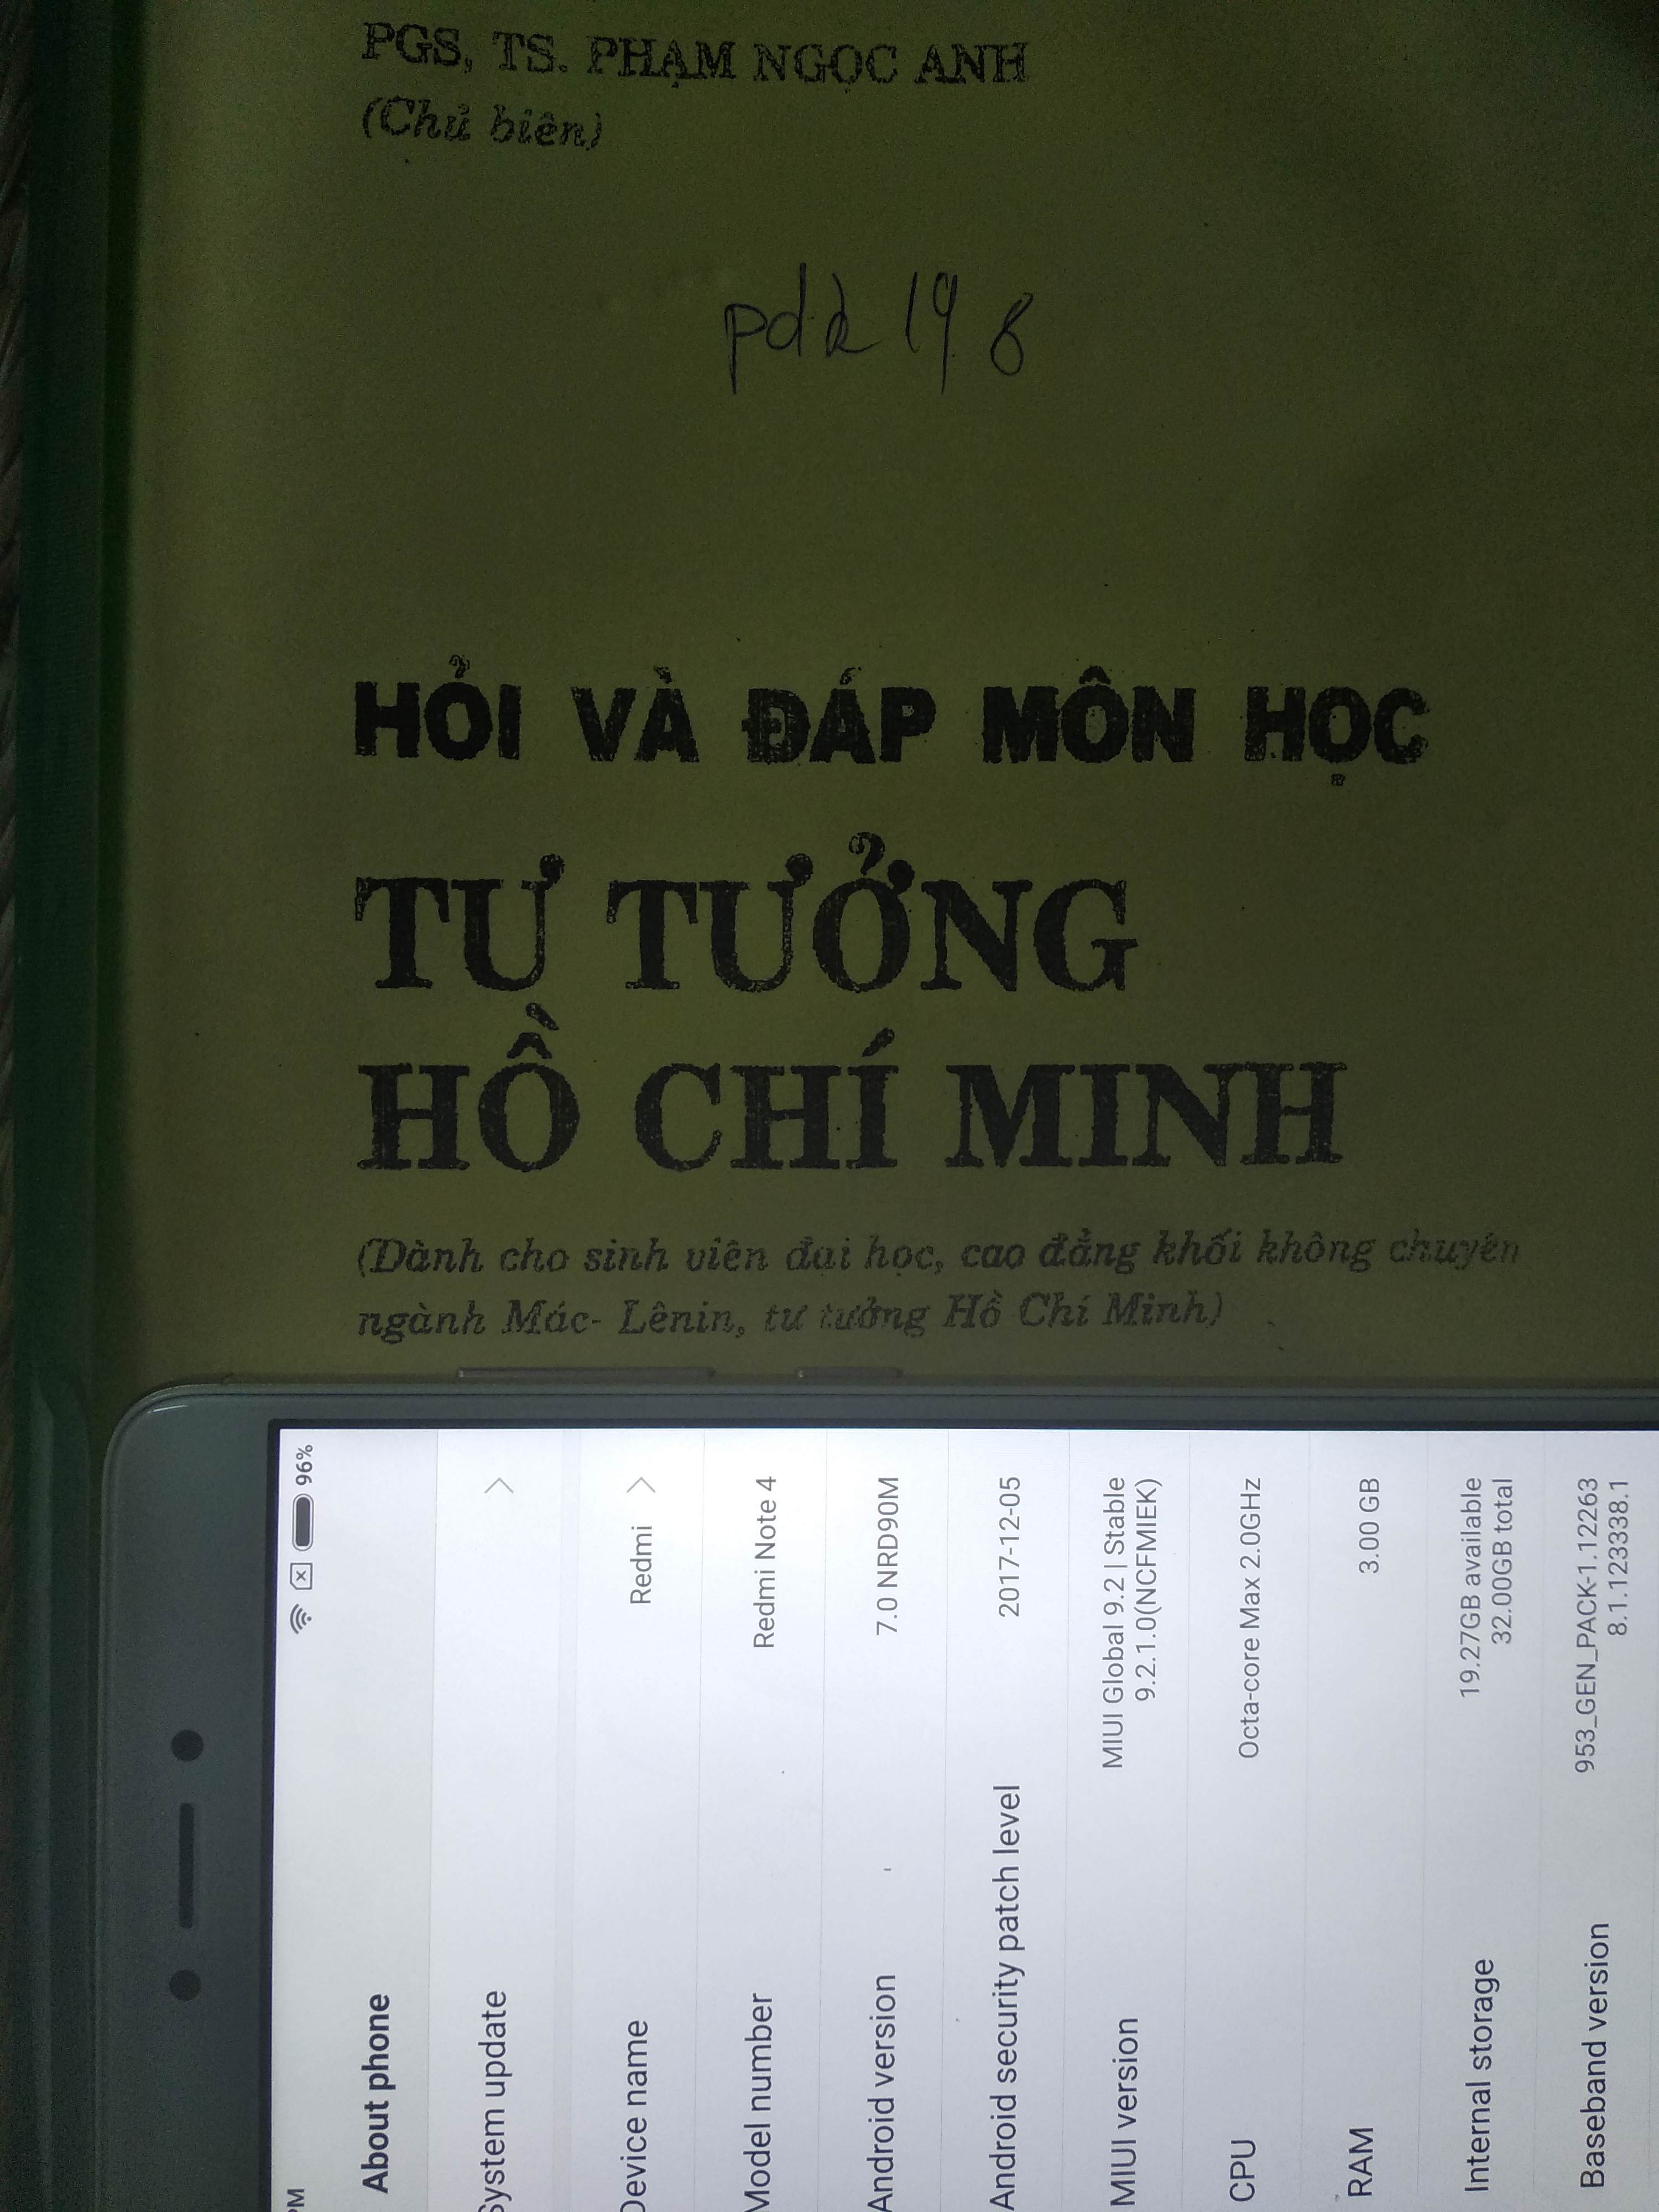 PGS, TS. PHẠM NGỌC ANH
(Chủ biên)
pdk 19 8
HỎI VÀ ĐÁP MÔN HỌC
TƯ TƯỞNG
HỒ CHÍ MINH
(Dành cho sinh viên đại học, cao đẳng khối không chuyên
ngành Mác- Lênin, tư tưởng Hồ Chí Minh)
PM
96%
About phone
System update
Device name Redmi
Model number Redmi Note 4
Android version 7.0 NRD90M
Android security patch level 2017-12-05
MIUI version MIUI Global 9.2 | Stable
9.2.1.0(NCFMIEK)
CPU Octa-core Max 2.0GHz
RAM 3.00 GB
Internal storage 19.27GB available
32.00GB total
Baseband version 953_GEN_PACK-1.12263
8.1.123338.1